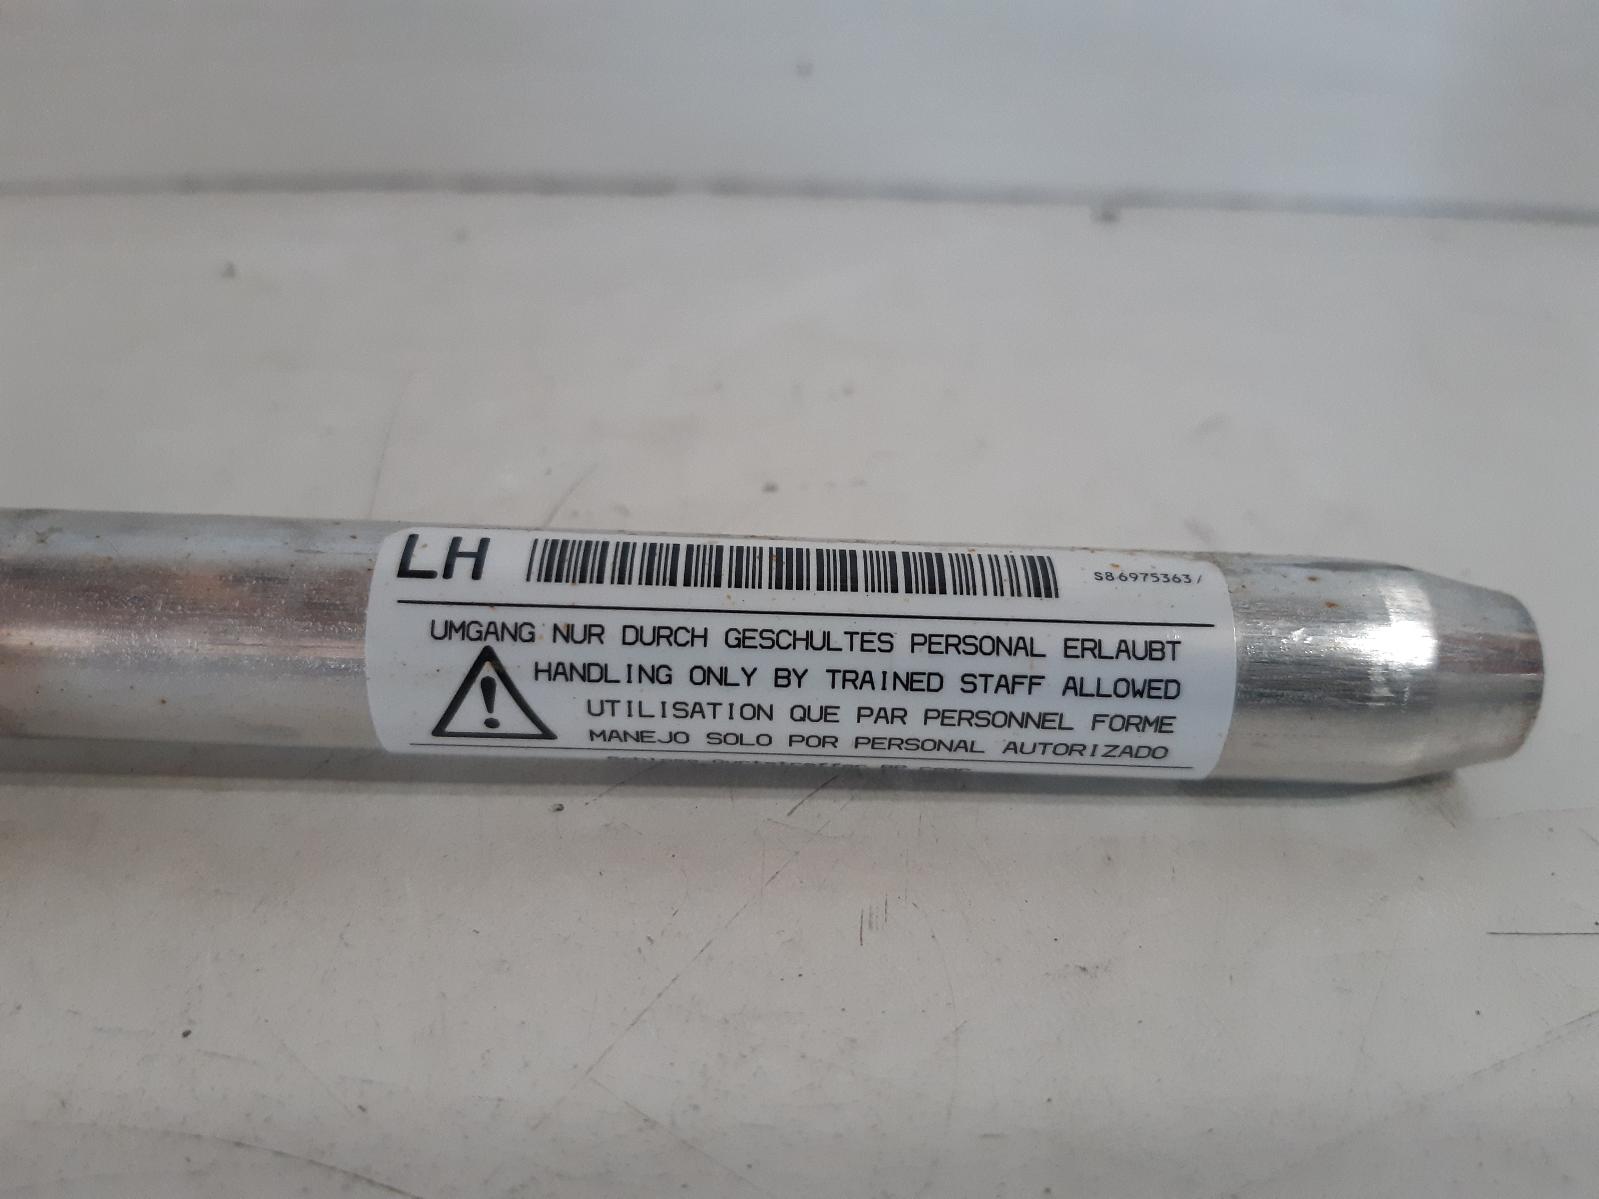 LH S86975363/
UMGANG NUR DURCH GESCHULTES PERSONAL ERLAUBT
HANDLING ONLY BY TRAINED STAFF ALLOWED
UTILISATION QUE PAR PERSONNEL FORME
MANEJO SOLO POR PERSONAL AUTORIZADO